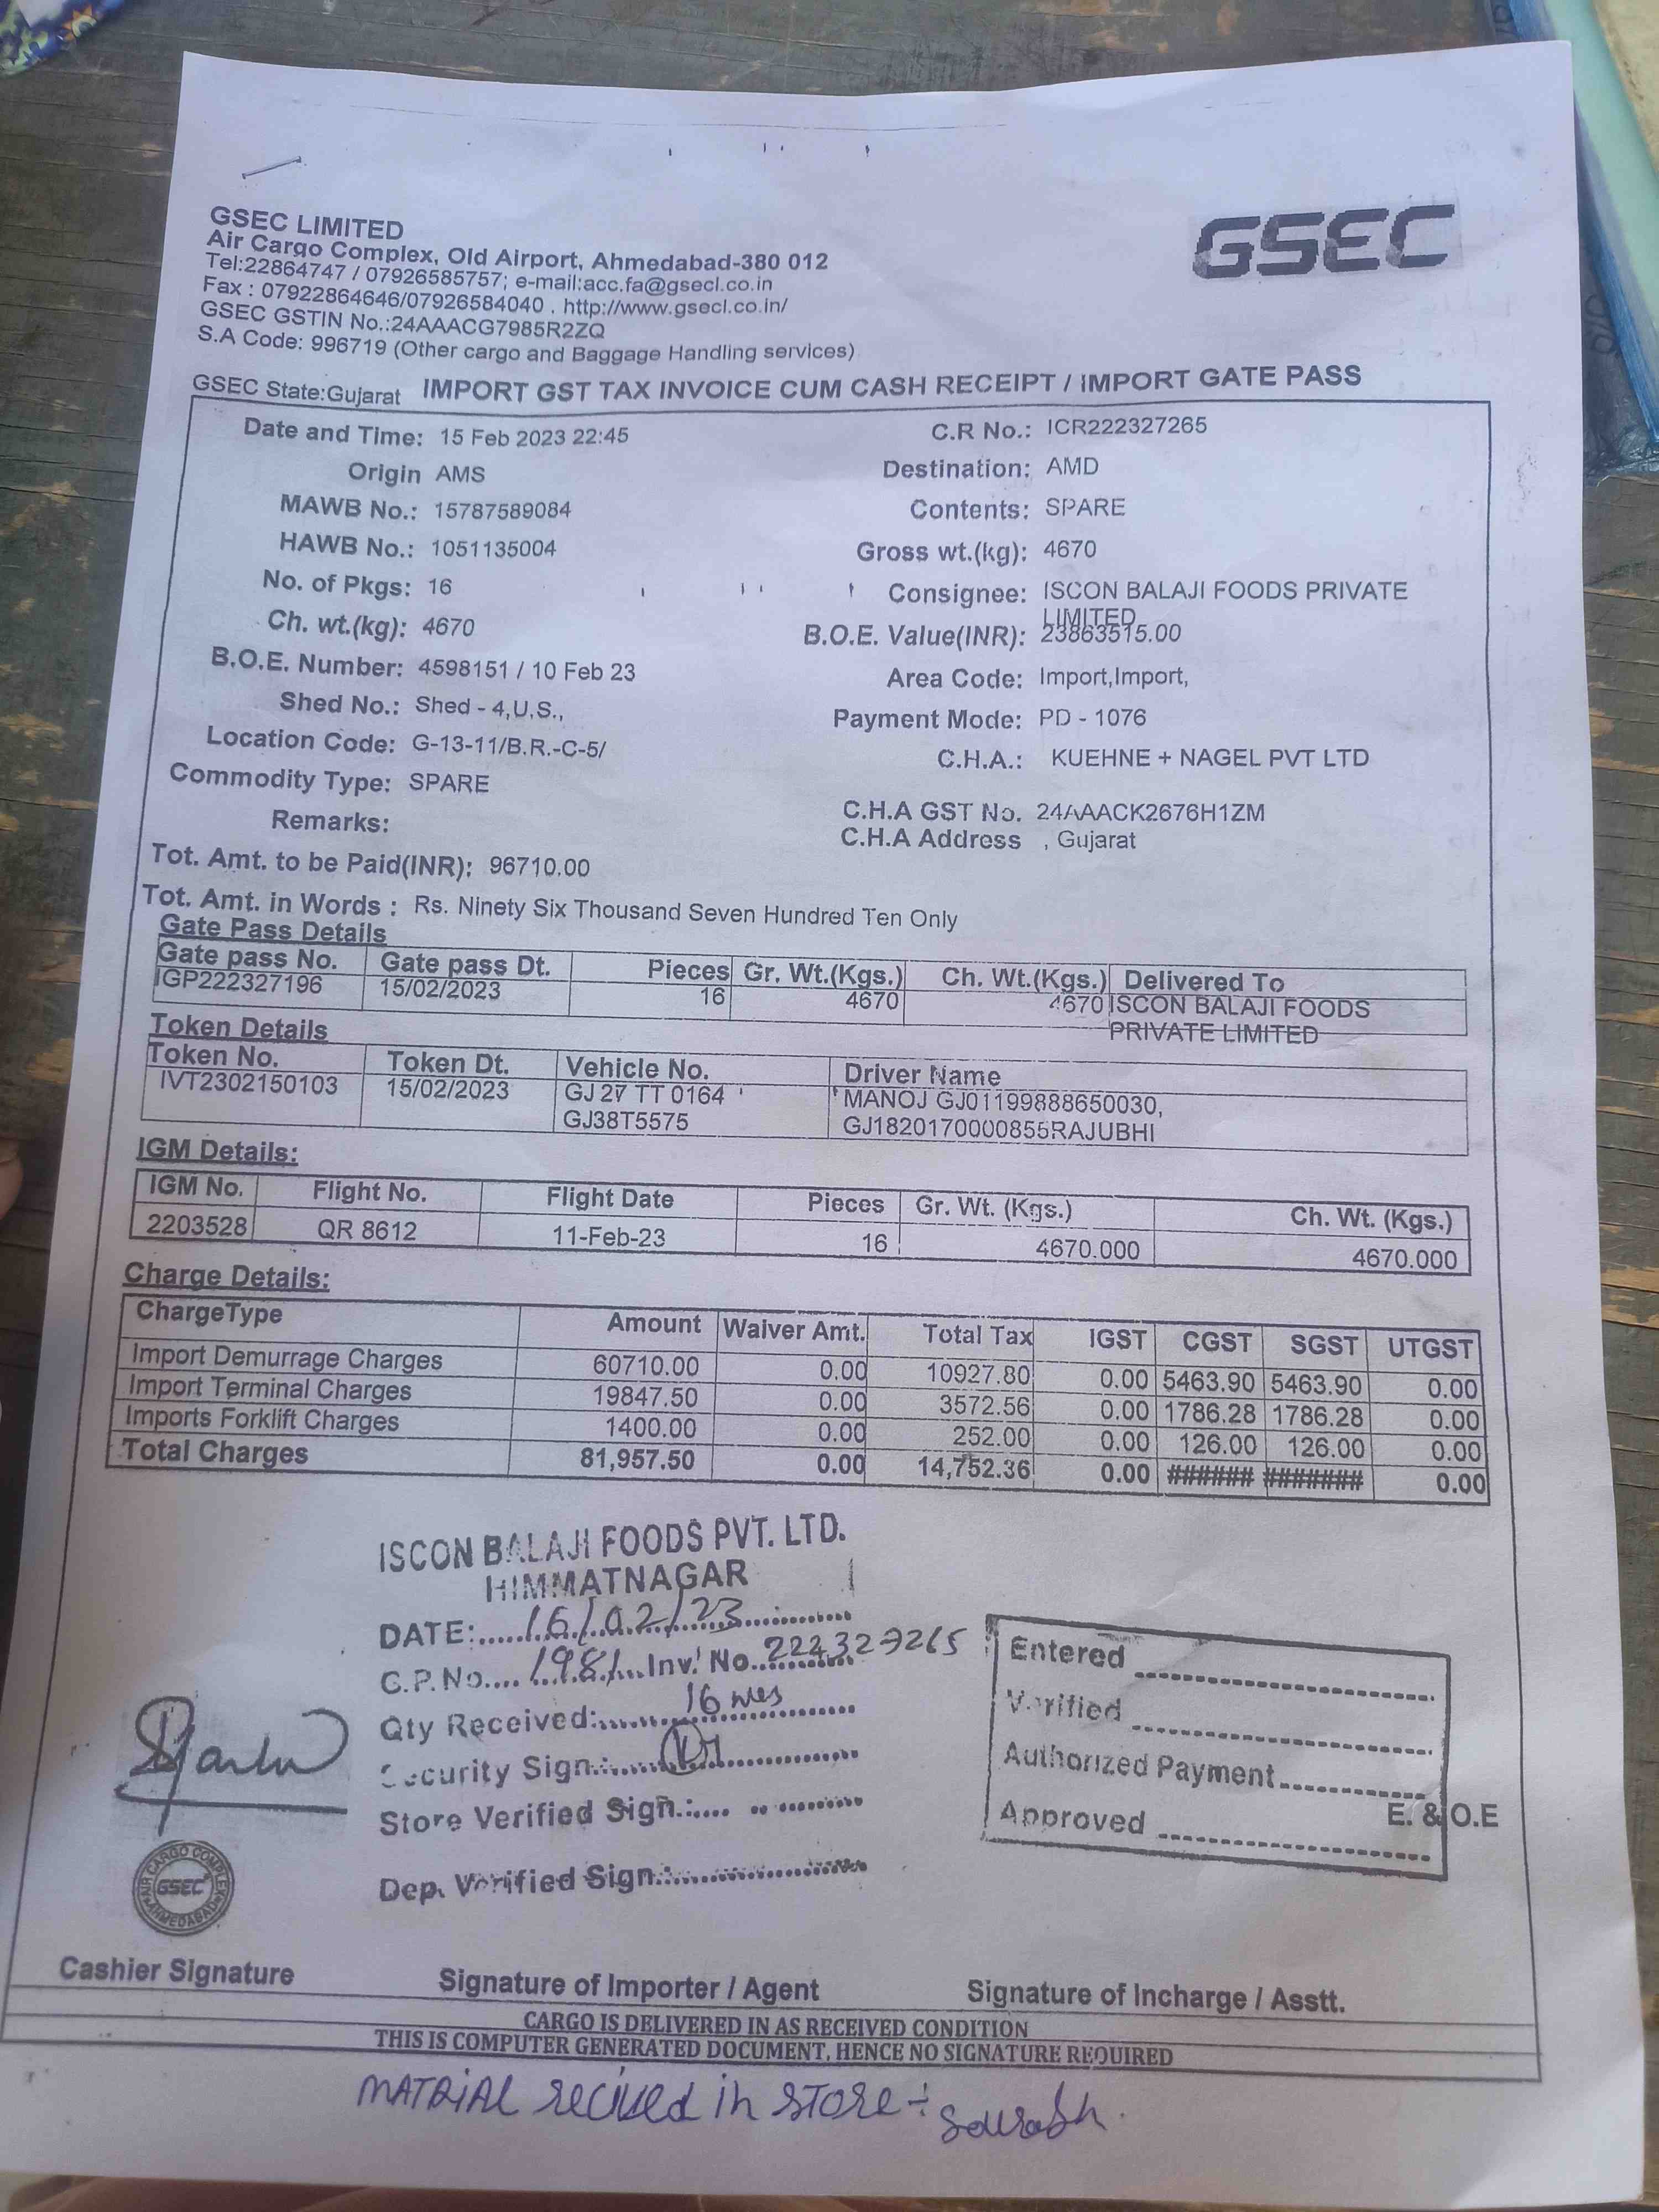 GSEC LIMITED
Air Cargo Complex, Old Airport, Ahmedabad-380 012
Tel:22864747 / 07926585757; e-mail:acc.fa@gsecl.co.in
Fax : 07922864646/07926584040 . http://www.gsecl.co.in/
GSEC GSTIN No.:24AAACG7985R2ZQ
S.A Code: 996719 (Other cargo and Baggage Handling services)
GSEC
GSEC State:Gujarat IMPORT GST TAX INVOICE CUM CASH RECEIPT / IMPORT GATE PASS
Date and Time: 15 Feb 2023 22:45 C.R No.: ICR222327265
Origin AMS Destination: AMD
MAWB No.: 15787589084 Contents: SPARE
HAWB No.: 1051135004 Gross wt.(kg): 4670
No. of Pkgs: 16 Consignee: ISCON BALAJI FOODS PRIVATE
LIMITED
Ch. wt.(kg): 4670 B.O.E. Value(INR): 23863515.00
B.O.E. Number: 4598151 / 10 Feb 23 Area Code: Import,Import,
Shed No.: Shed - 4,U.S., Payment Mode: PD - 1076
Location Code: G-13-11/B.R.-C-5/ C.H.A.: KUEHNE + NAGEL PVT LTD
Commodity Type: SPARE C.H.A GST No. 24AAACK2676H1ZM
Remarks: C.H.A Address , Gujarat
Tot. Amt. to be Paid(INR): 96710.00
Tot. Amt. in Words : Rs. Ninety Six Thousand Seven Hundred Ten Only
Gate Pass Details
Gate pass No. Gate pass Dt. Pieces Gr. Wt.(Kgs.) Ch. Wt.(Kgs.) Delivered To
IGP222327196 15/02/2023 16 4670 4670 ISCON BALAJI FOODS
PRIVATE LIMITED
Token Details
Token No. Token Dt. Vehicle No. Driver Name
IVT2302150103 15/02/2023 GJ 27 TT 0164 MANOJ GJ01199888650030,
GJ38T5575 GJ1820170000855RAJUBHI
IGM Details:
IGM No. Flight No. Flight Date Pieces Gr. Wt. (Kgs.) Ch. Wt. (Kgs.)
2203528 QR 8612 11-Feb-23 16 4670.000 4670.000
Charge Details:
ChargeType Amount Waiver Amt. Total Tax IGST CGST SGST UTGST
Import Demurrage Charges 60710.00 0.00 10927.80 0.00 5463.90 5463.90 0.00
Import Terminal Charges 19847.50 0.00 3572.56 0.00 1786.28 1786.28 0.00
Imports Forklift Charges 1400.00 0.00 252.00 0.00 126.00 126.00 0.00
Total Charges 81,957.50 0.00 14,752.36 0.00 ###### ####### 0.00
ISCON BALAJI FOODS PVT. LTD.
HIMMATNAGAR
DATE: 16/02/23
G.P.No. 1981 Inv. No. 222327265
Qty Received: 16
Security Sign.:
Store Verified Sign.:
Dep. Verified Sign.:
Entered
Verified
Authorized Payment
Approved
E. & O.E
AIR CARGO COMPLEX
GSEC
AHMEDABAD
Cashier Signature Signature of Importer / Agent Signature of Incharge / Asstt.
CARGO IS DELIVERED IN AS RECEIVED CONDITION
THIS IS COMPUTER GENERATED DOCUMENT, HENCE NO SIGNATURE REQUIRED
MATRIAL recived in STORE ÷ Sourabh.